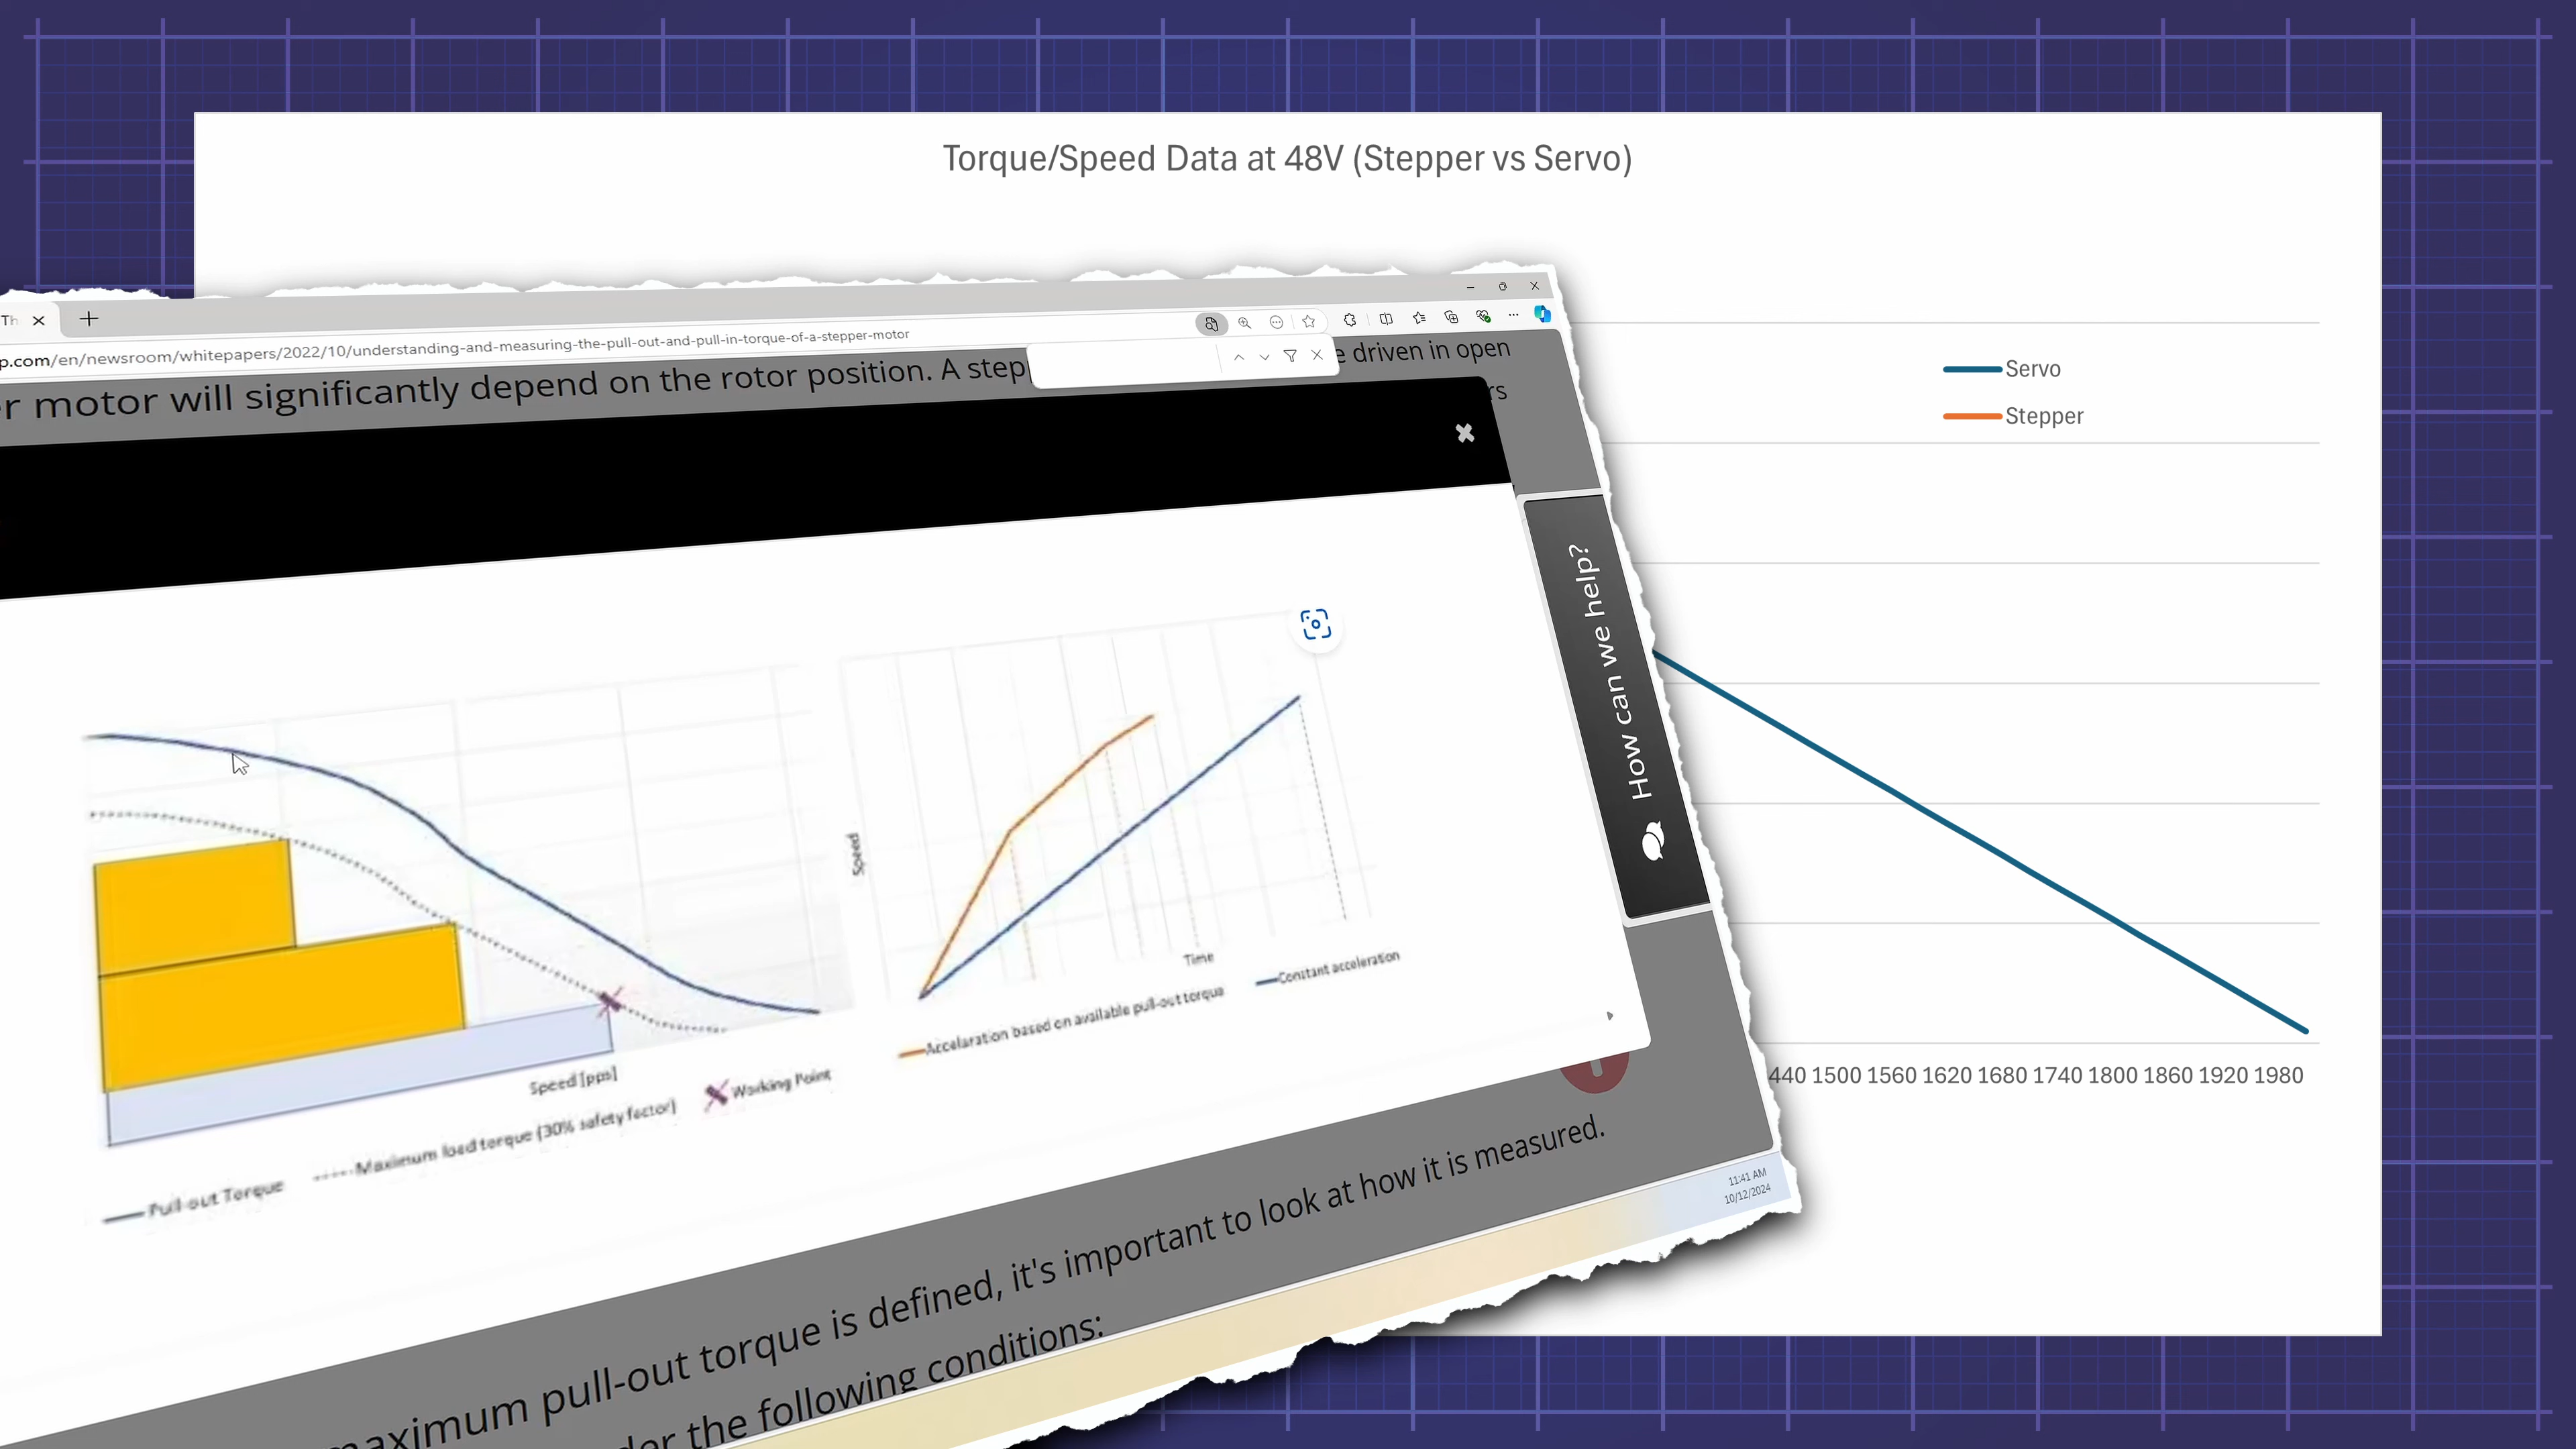 Torque/Speed Data at 48V (Stepper vs Servo)
Servo
Stepper
440 1500 1560 1620 1680 1740 1800 1860 1920 1980
Th
p.com/en/newsroom/whitepapers/2022/10/understanding-and-measuring-the-pull-out-and-pull-in-torque-of-a-stepper-motor
er motor will significantly depend on the rotor position. A step
e driven in open
rs
How can we help?
Speed [pps]
Pull-out Torque
Maximum load torque (30% safety factor)
Working Point
Speed
Time
Accelaration based on available pull-out torque
Constant acceleration
maximum pull-out torque is defined, it's important to look at how it is measured.
der the following conditions:
11:41 AM
10/12/2024